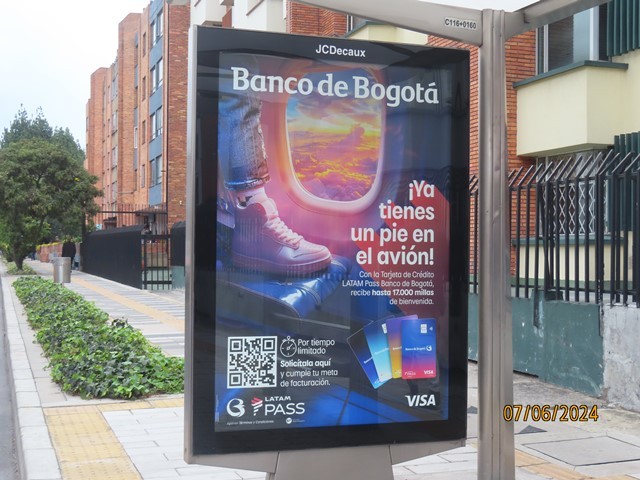 C116+0160
JCDecaux
Banco de Bogotá
¡Ya
tienes
un pie en
el avión!
Con la Tarjeta de Crédito
LATAM Pass Banco de Bogotá,
recibe hasta 17.000 millas
de bienvenida.
Por tiempo
limitado
Solicítala aquí
y cumple tu meta
de facturación.
LATAM
PASS
VISA
VISA
07/06/2024